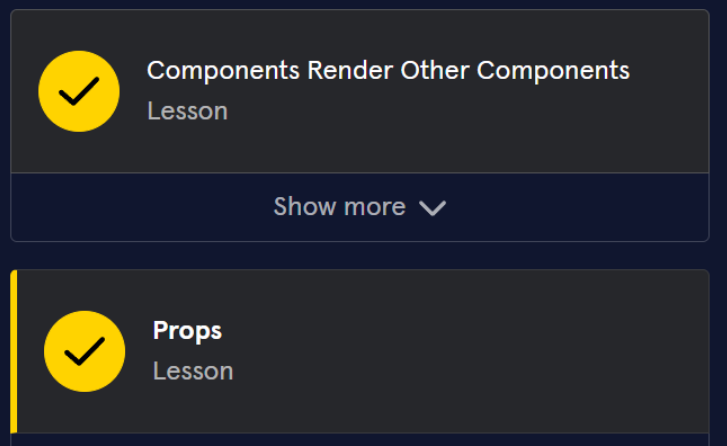 Components Render Other Components
Lesson
Show more
Props
Lesson